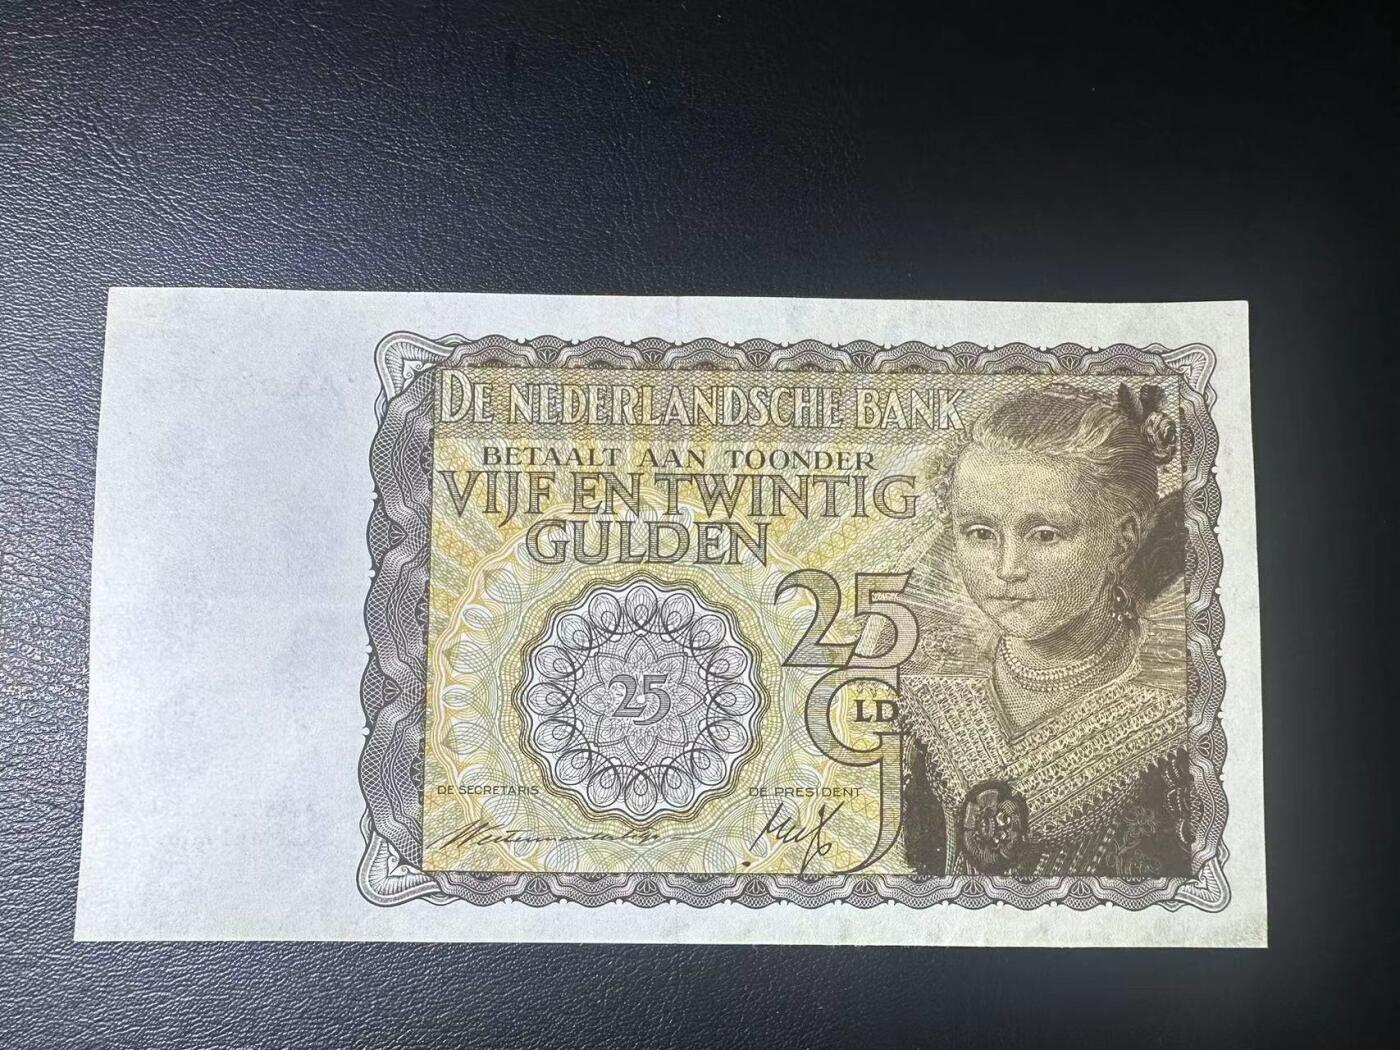 DE NEDERLANDSCHE BANK
BETAALT AAN TOONDER
VIJF EN TWINTIG
GULDEN
25
GLD
25
DE SECRETARIS
DE PRESIDENT